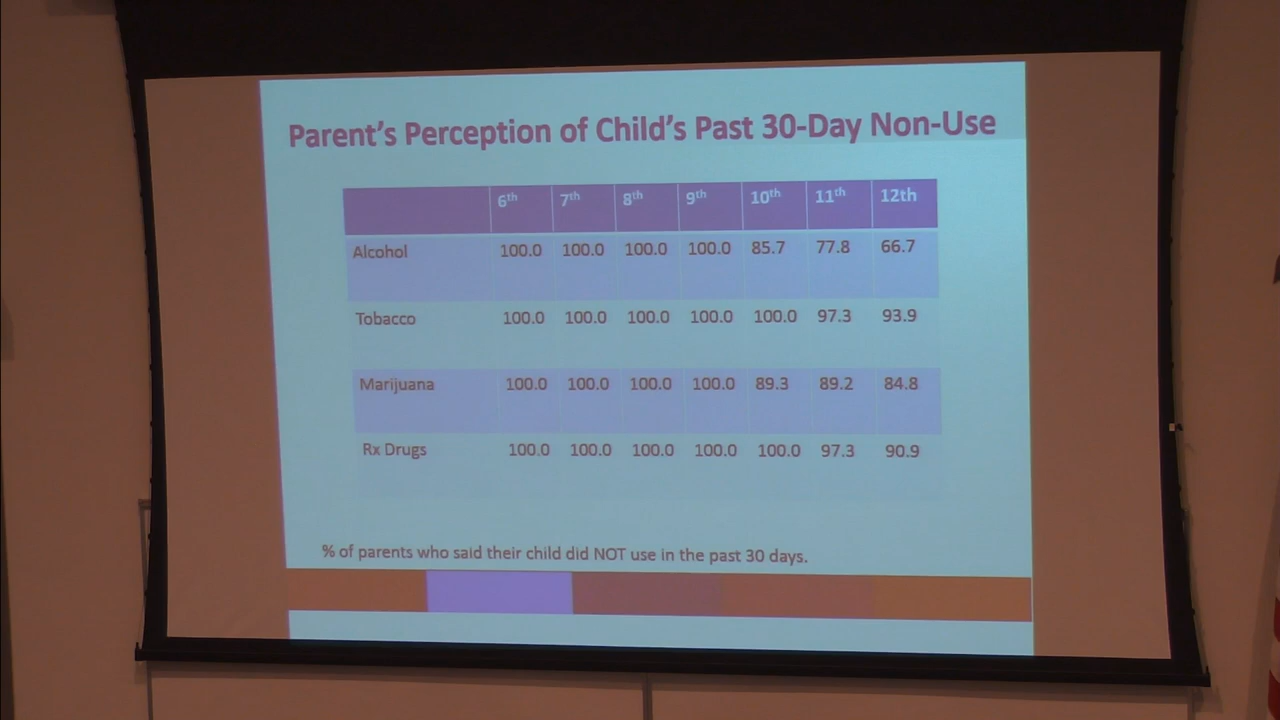 Parent's Perception of Child's Past 30-Day Non-Use
6th 7th 8th 9th 10th 11th 12th
Alcohol 100.0 100.0 100.0 100.0 85.7 77.8 66.7
Tobacco 100.0 100.0 100.0 100.0 100.0 97.3 93.9
Marijuana 100.0 100.0 100.0 100.0 89.3 89.2 84.8
Rx Drugs 100.0 100.0 100.0 100.0 100.0 97.3 90.9
% of parents who said their child did NOT use in the past 30 days.